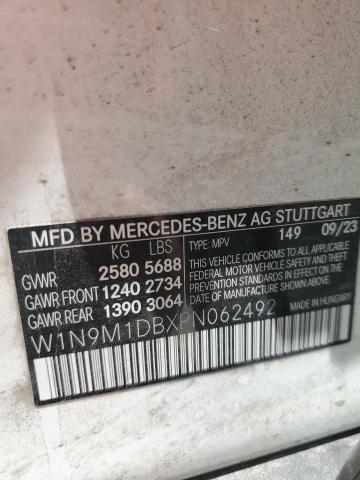 MFD BY MERCEDES-BENZ AG STUTTGART
KG LBS TYPE: MPV 149 09/23
GVWR 2580 5688
GAWR FRONT 1240 2734
GAWR REAR 1390 3064
THIS VEHICLE CONFORMS TO ALL
APPLICABLE FEDERAL MOTOR
VEHICLE SAFETY AND THEFT
PREVENTION STANDARDS IN
EFFECT ON THE DATE OF
MANUFACTURE SHOWN ABOVE.
MADE IN HUNGARY
W1N9M1DBXPN062492